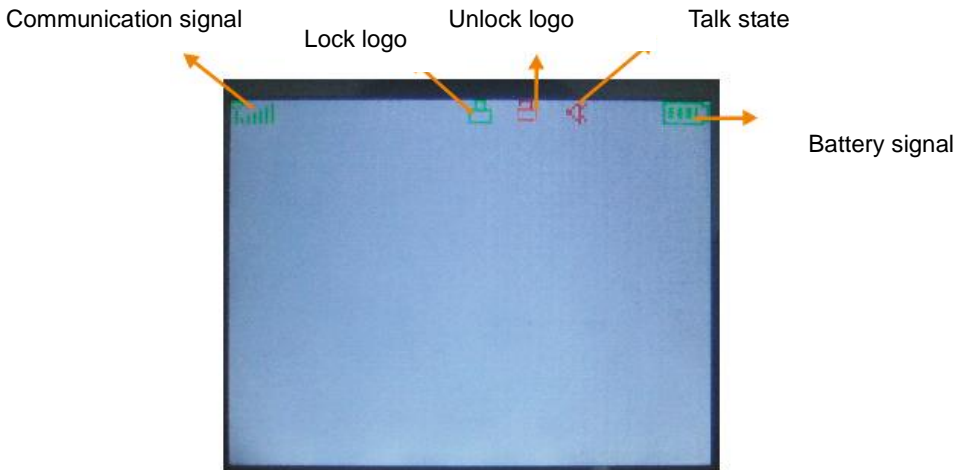 Communication signal
Lock logo
Unlock logo
Talk state
Battery signal